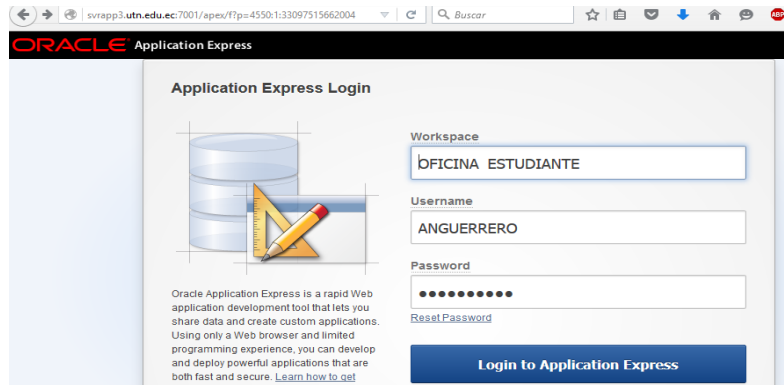 svrapp3.utn.edu.ec:7001/apex/f?p=4550:1:33097515662004
Buscar
ABP
ORACLE Application Express
Application Express Login
Workspace
OFICINA ESTUDIANTE
Username
ANGUERRERO
Password
●●●●●●●●●●
Reset Password
Login to Application Express
Oracle Application Express is a rapid Web
application development tool that lets you
share data and create custom applications.
Using only a Web browser and limited
programming experience, you can develop
and deploy powerful applications that are
both fast and secure. Learn how to get